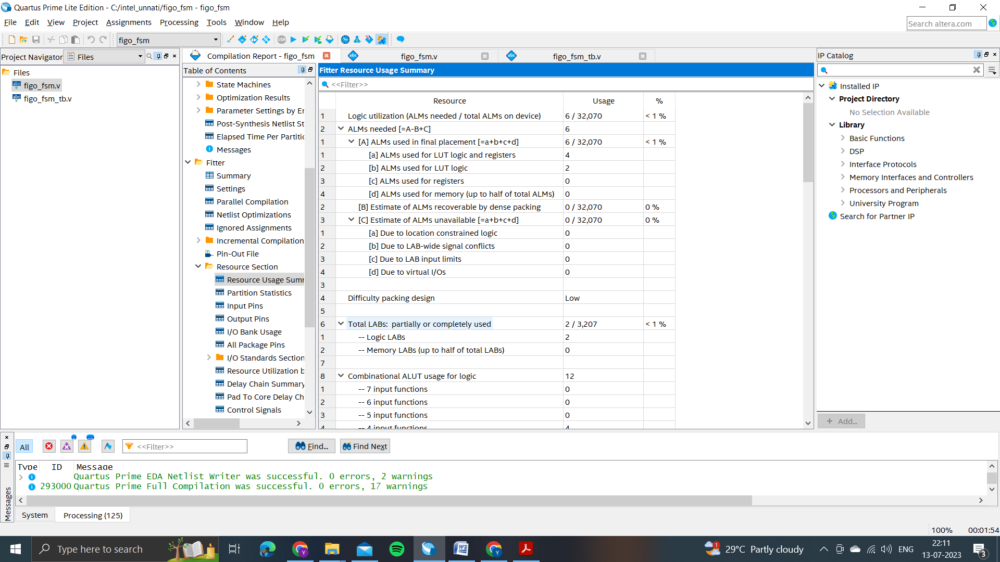 Quartus Prime Lite Edition - C:/intel_unnati/figo_fsm - figo_fsm
File Edit View Project Assignments Processing Tools Window Help
Search altera.com
figo_fsm
Project Navigator Files
Files
figo_fsm.v
figo_fsm_tb.v
Compilation Report - figo_fsm
figo_fsm.v
figo_fsm_tb.v
Table of Contents
State Machines
Optimization Results
Parameter Settings by Er
Post-Synthesis Netlist St
Elapsed Time Per Partitic
Messages
Fitter
Summary
Settings
Parallel Compilation
Netlist Optimizations
Ignored Assignments
Incremental Compilation
Pin-Out File
Resource Section
Resource Usage Sumr
Partition Statistics
Input Pins
Output Pins
I/O Bank Usage
All Package Pins
I/O Standards Section
Resource Utilization b
Delay Chain Summary
Pad To Core Delay Ch
Control Signals
Fitter Resource Usage Summary
<<Filter>>
Resource Usage %
1 Logic utilization (ALMs needed / total ALMs on device) 6 / 32,070 < 1 %
2 ALMs needed [=A-B+C] 6
1 [A] ALMs used in final placement [=a+b+c+d] 6 / 32,070 < 1 %
1 [a] ALMs used for LUT logic and registers 4
2 [b] ALMs used for LUT logic 2
3 [c] ALMs used for registers 0
4 [d] ALMs used for memory (up to half of total ALMs) 0
2 [B] Estimate of ALMs recoverable by dense packing 0 / 32,070 0 %
3 [C] Estimate of ALMs unavailable [=a+b+c+d] 0 / 32,070 0 %
1 [a] Due to location constrained logic 0
2 [b] Due to LAB-wide signal conflicts 0
3 [c] Due to LAB input limits 0
4 [d] Due to virtual I/Os 0
3
4 Difficulty packing design Low
5
6 Total LABs: partially or completely used 2 / 3,207 < 1 %
1 -- Logic LABs 2
2 -- Memory LABs (up to half of total LABs) 0
7
8 Combinational ALUT usage for logic 12
1 -- 7 input functions 0
2 -- 6 input functions 0
3 -- 5 input functions 0
4 -- 4 input functions 4
IP Catalog
Installed IP
Project Directory
No Selection Available
Library
Basic Functions
DSP
Interface Protocols
Memory Interfaces and Controllers
Processors and Peripherals
University Program
Search for Partner IP
+ Add...
All
<<Filter>>
Find...
Find Next
Type ID Message
Quartus Prime EDA Netlist Writer was successful. 0 errors, 2 warnings
293000 Quartus Prime Full Compilation was successful. 0 errors, 17 warnings
Messages
System
Processing (125)
100% 00:01:54
Type here to search
29°C Partly cloudy
ENG
22:11
13-07-2023
3